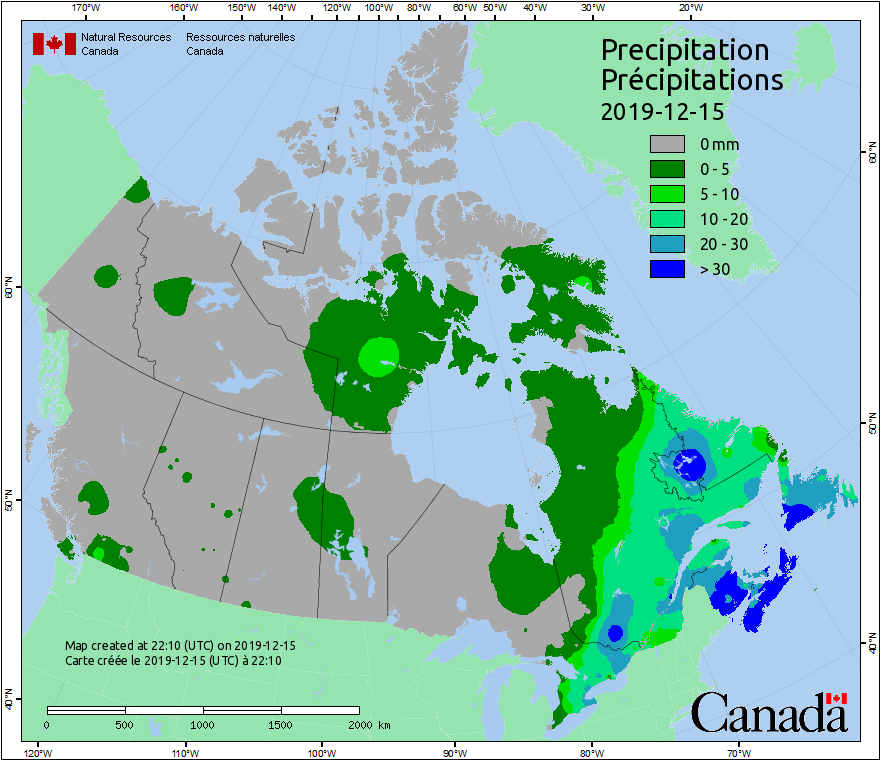 170°W 160°W 150°W 140°W 120°W 100°W 80°W 60°W 50°W 40°W 30°W 20°W
Natural Resources Ressources naturelles
Canada Canada
Precipitation
Précipitations
2019-12-15
0 mm
0 - 5
5 - 10
10 - 20
20 - 30
> 30
60°N
60°N
50°N
50°N
40°N
40°N
Map created at 22:10 (UTC) on 2019-12-15
Carte créée le 2019-12-15 (UTC) à 22:10
0 500 1000 1500 2000 km
Canada
120°W 110°W 100°W 90°W 80°W 70°W